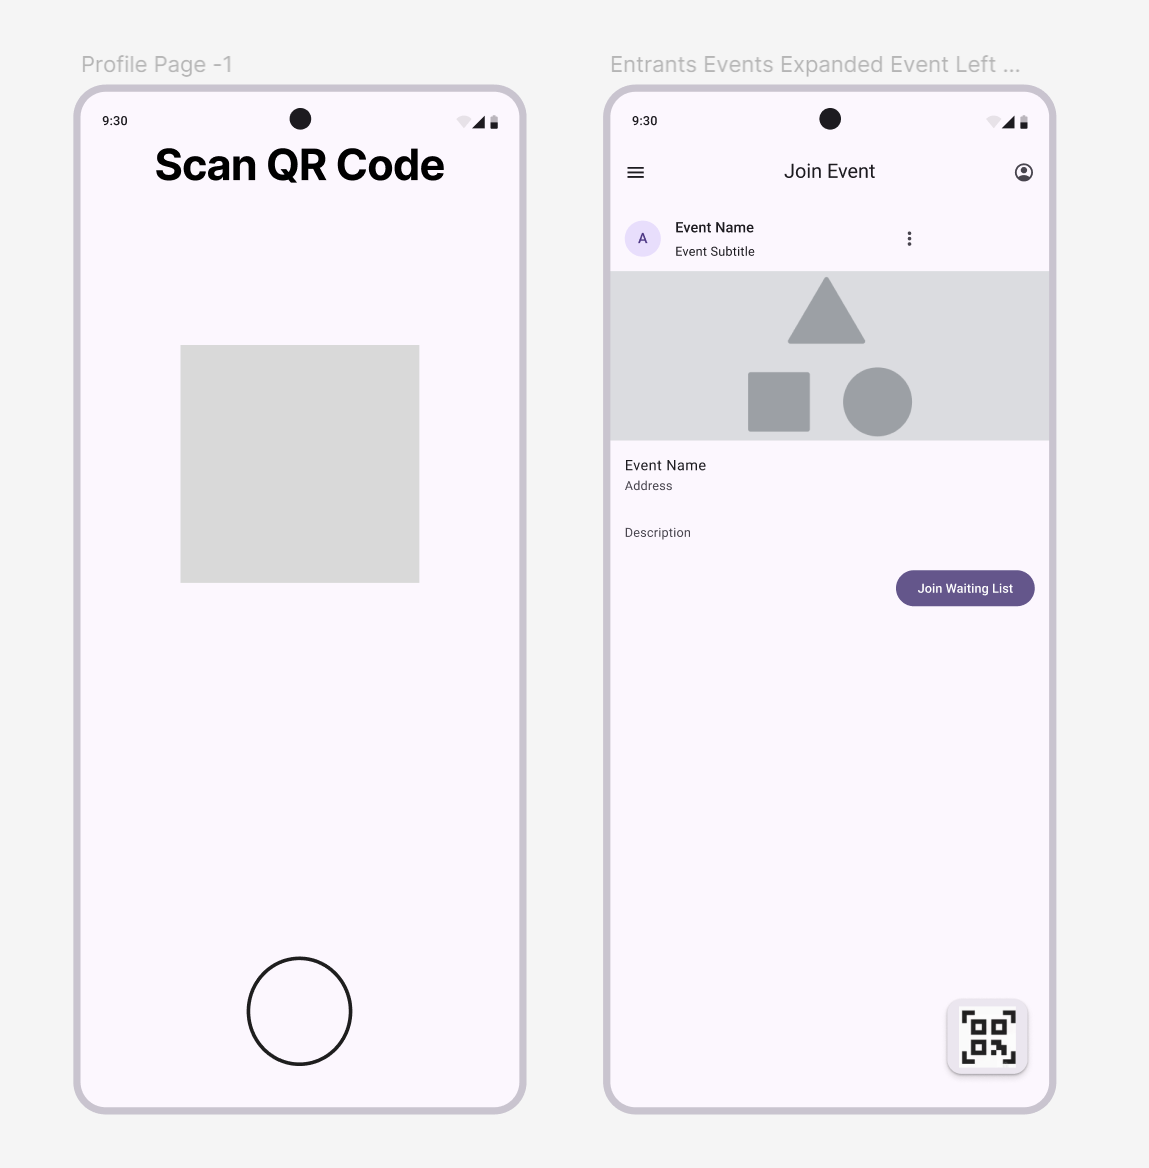 Profile Page -1
9:30
Scan QR Code
Entrants Events Expanded Event Left ...
9:30
Join Event
A
Event Name
Event Subtitle
Event Name
Address
Description
Join Waiting List